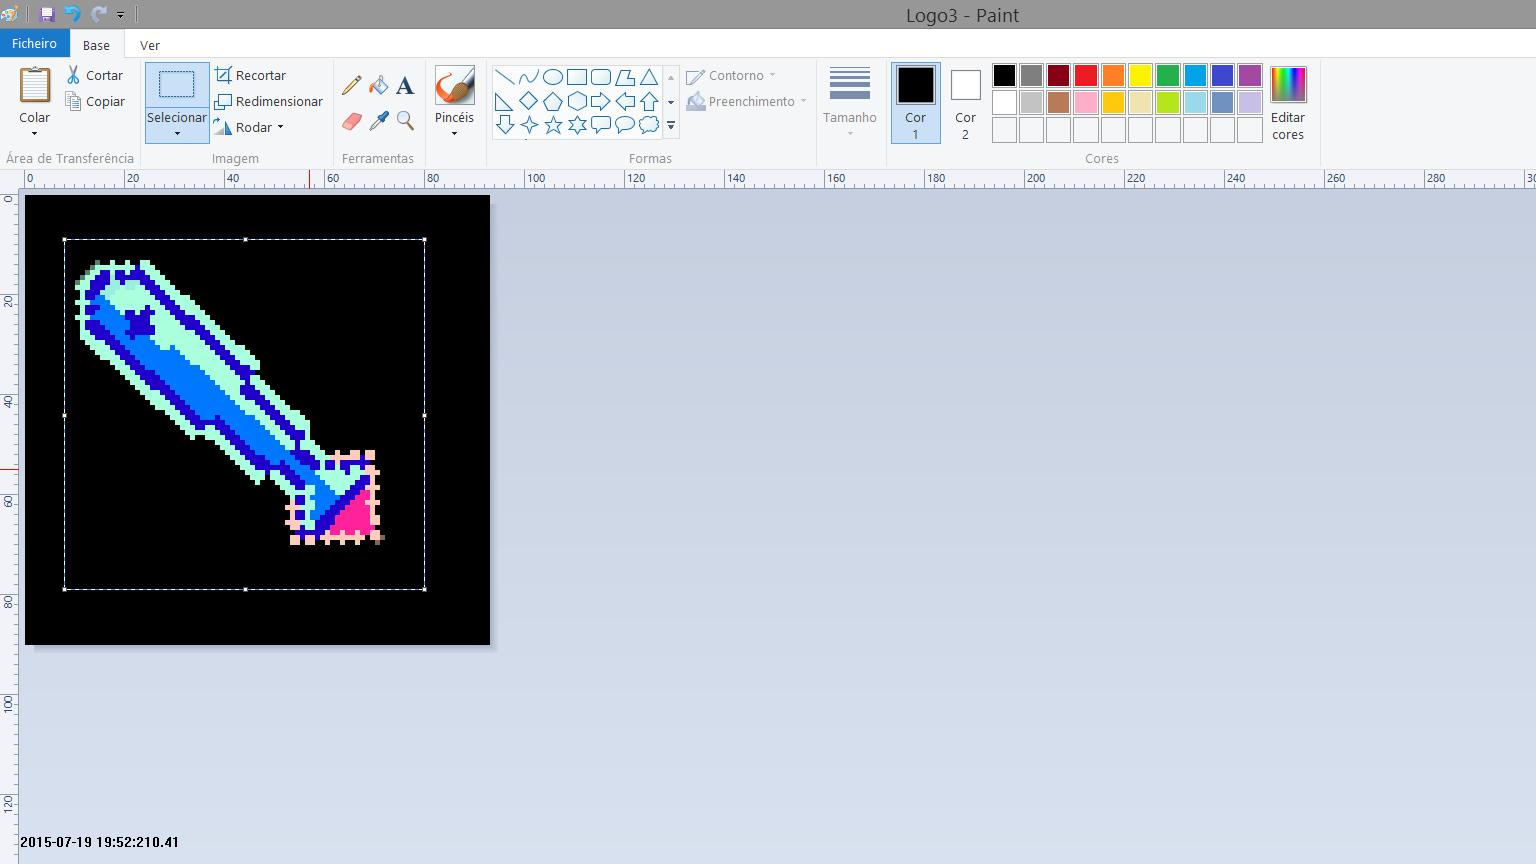 Logo3 - Paint
Ficheiro Base Ver
Colar
Cortar
Copiar
Área de Transferência
Selecionar
Recortar
Redimensionar
Rodar
Imagem
A
Ferramentas
Pincéis
Contorno
Preenchimento
Formas
Tamanho
Cor
1
Cor
2
Editar
cores
Cores
0 20 40 60 80 100 120 140 160 180 200 220 240 260 280 30
0
20
40
60
80
100
120
2015-07-19 19:52:210.41